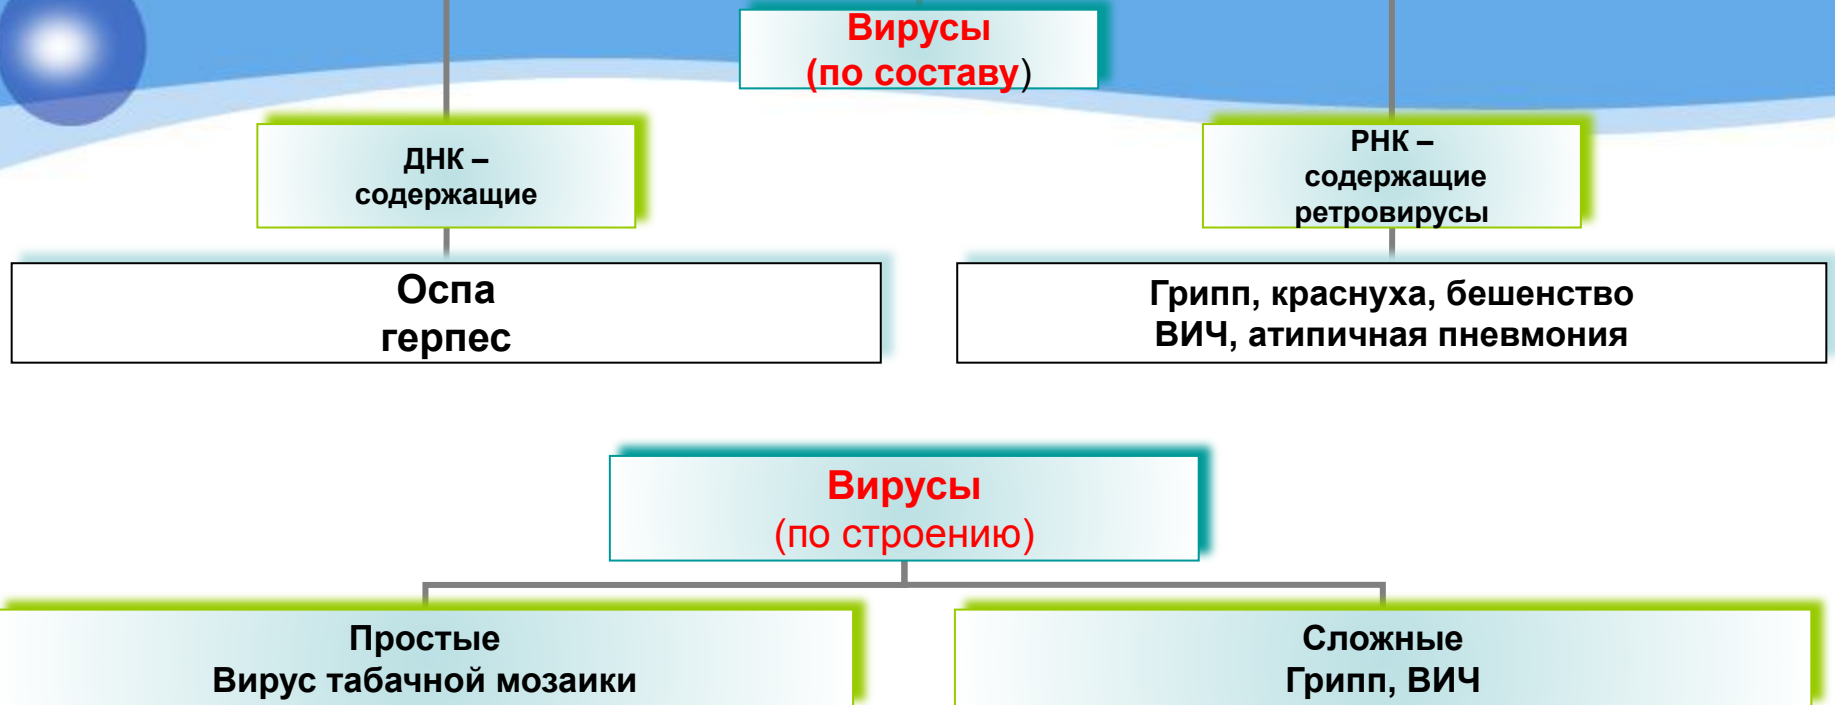 Вирусы
(по составу)
ДНК –
содержащие
РНК –
содержащие
ретровирусы
Оспа
герпес
Грипп, краснуха, бешенство
ВИЧ, атипичная пневмония
Вирусы
(по строению)
Простые
Вирус табачной мозаики
Сложные
Грипп, ВИЧ